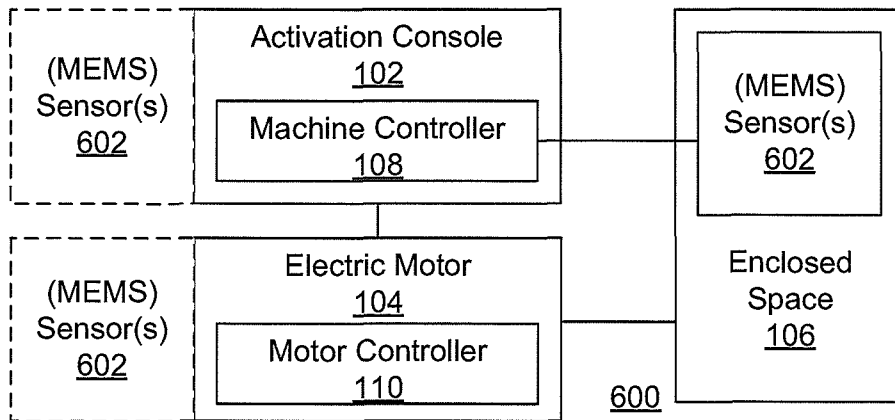 (MEMS)
Sensor(s)
602
Activation Console
102
Machine Controller
108
(MEMS)
Sensor(s)
602
Electric Motor
104
Motor Controller
110
(MEMS)
Sensor(s)
602
Enclosed
Space
106
600